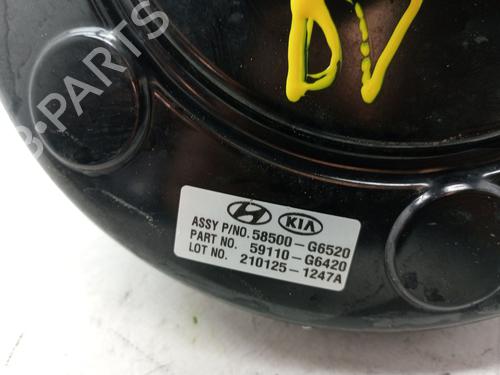 B-PARTS
KIA
ASSY P/NO. 58500-G6520
PART NO. 59110-G6420
LOT NO. 210125-1247A